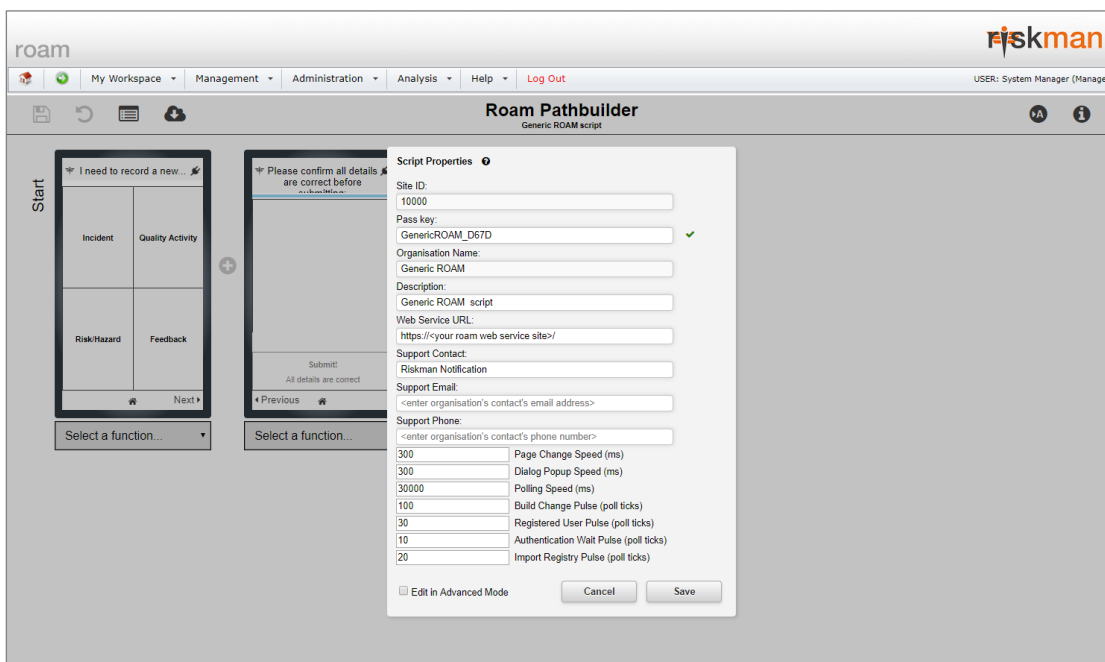 roam
riskman
My Workspace
Management
Administration
Analysis
Help
Log Out
USER: System Manager (Manage
Roam Pathbuilder
Generic ROAM script
A
Start
I need to record a new...
Incident
Quality Activity
Risk/Hazard
Feedback
Next
Select a function...
Please confirm all details
are correct before
submitting:
Submit!
All details are correct
Previous
Select a function...
Script Properties
Site ID:
10000
Pass key:
GenericROAM_D67D
Organisation Name:
Generic ROAM
Description:
Generic ROAM script
Web Service URL:
https://<your roam web service site>/
Support Contact:
Riskman Notification
Support Email:
<enter organisation's contact's email address>
Support Phone:
<enter organisation's contact's phone number>
300 Page Change Speed (ms)
300 Dialog Popup Speed (ms)
30000 Polling Speed (ms)
100 Build Change Pulse (poll ticks)
30 Registered User Pulse (poll ticks)
10 Authentication Wait Pulse (poll ticks)
20 Import Registry Pulse (poll ticks)
Edit in Advanced Mode
Cancel
Save